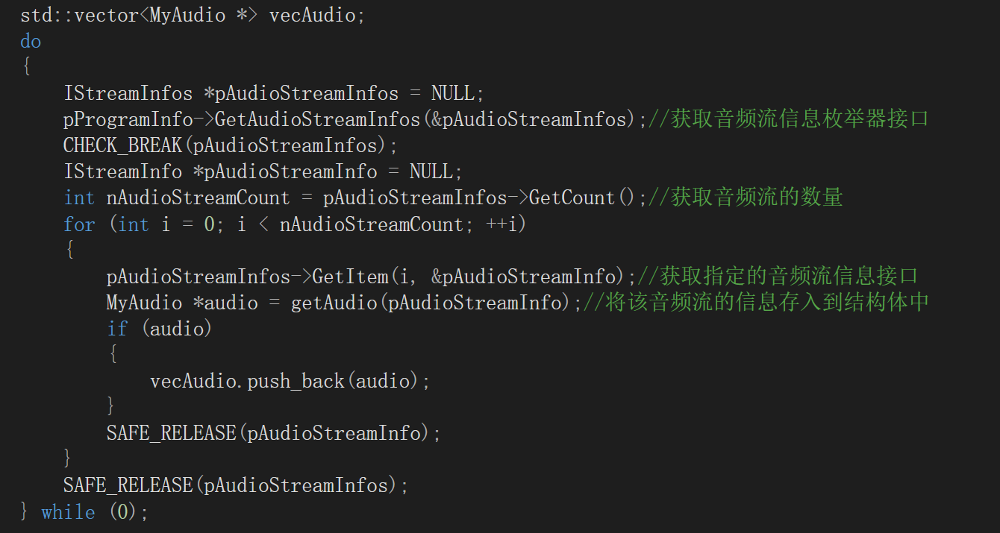 std::vector<MyAudio *> vecAudio;
do
{
    IStreamInfos *pAudioStreamInfos = NULL;
    pProgramInfo->GetAudioStreamInfos(&pAudioStreamInfos);//获取音频流信息枚举器接口
    CHECK_BREAK(pAudioStreamInfos);
    IStreamInfo *pAudioStreamInfo = NULL;
    int nAudioStreamCount = pAudioStreamInfos->GetCount();//获取音频流的数量
    for (int i = 0; i < nAudioStreamCount; ++i)
    {
        pAudioStreamInfos->GetItem(i, &pAudioStreamInfo);//获取指定的音频流信息接口
        MyAudio *audio = getAudio(pAudioStreamInfo);//将该音频流的信息存入到结构体中
        if (audio)
        {
            vecAudio.push_back(audio);
        }
        SAFE_RELEASE(pAudioStreamInfo);
    }
    SAFE_RELEASE(pAudioStreamInfos);
} while (0);